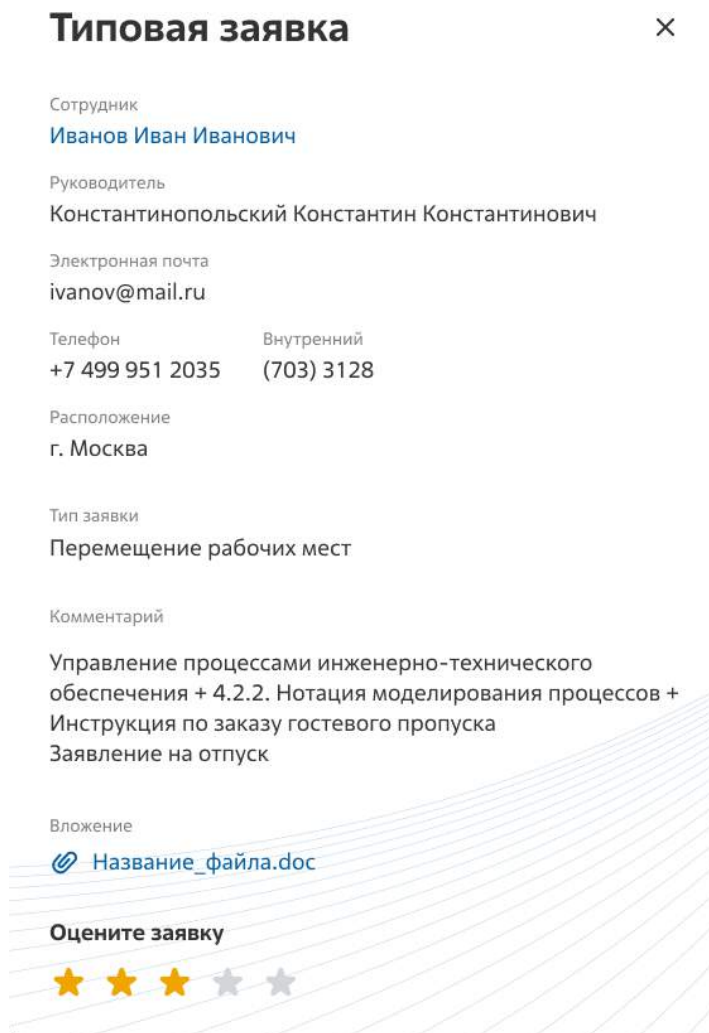 Типовая заявка
Сотрудник
Иванов Иван Иванович
Руководитель
Константинопольский Константин Константинович
Электронная почта
ivanov@mail.ru
Телефон Внутренний
+7 499 951 2035 (703) 3128
Расположение
г. Москва
Тип заявки
Перемещение рабочих мест
Комментарий
Управление процессами инженерно-технического
обеспечения + 4.2.2. Нотация моделирования процессов +
Инструкция по заказу гостевого пропуска
Заявление на отпуск
Вложение
Название_файла.doc
Оцените заявку